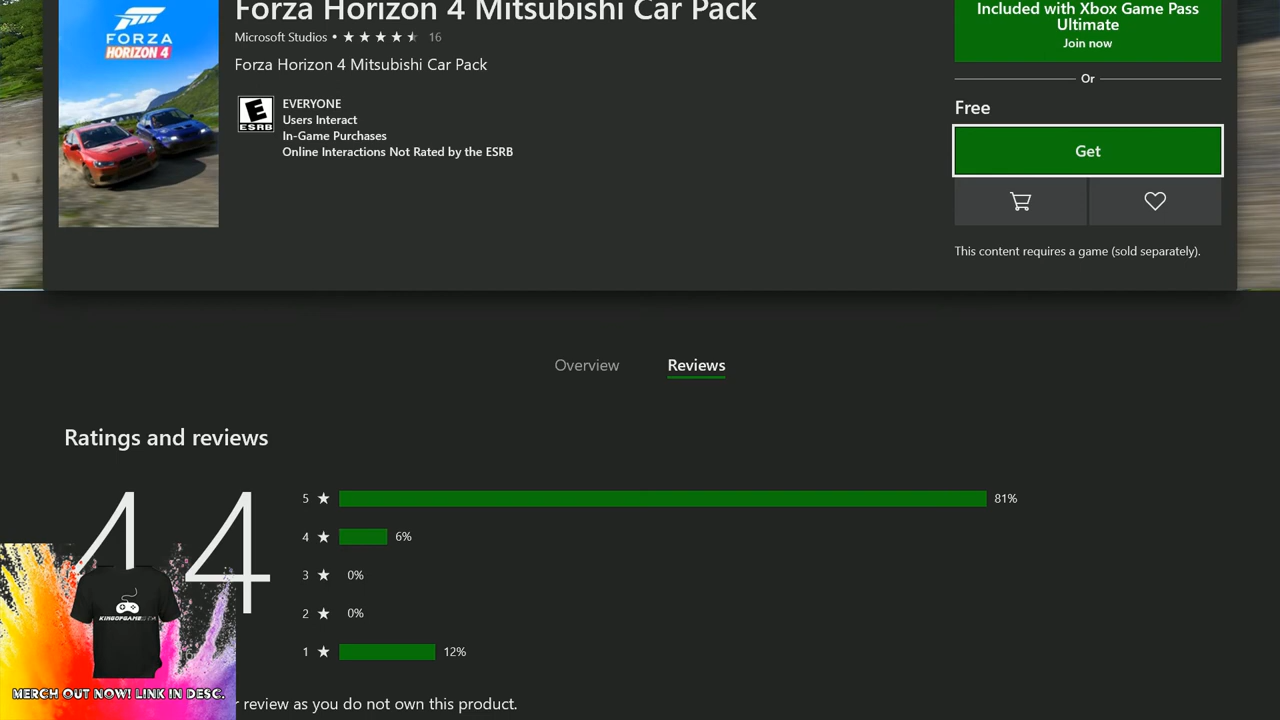 Forza Horizon 4 Mitsubishi Car Pack
Microsoft Studios • ★ ★ ★ ★ ★ 16
Forza Horizon 4 Mitsubishi Car Pack
FORZA
HORIZON 4
E
ESRB
EVERYONE
Users Interact
In-Game Purchases
Online Interactions Not Rated by the ESRB
Included with Xbox Game Pass
Ultimate
Join now
Or
Free
Get
This content requires a game (sold separately).
Overview
Reviews
Ratings and reviews
4.4
5 ★ 81%
4 ★ 6%
3 ★ 0%
2 ★ 0%
1 ★ 12%
MERCH OUT NOW! LINK IN DESC.
review as you do not own this product.